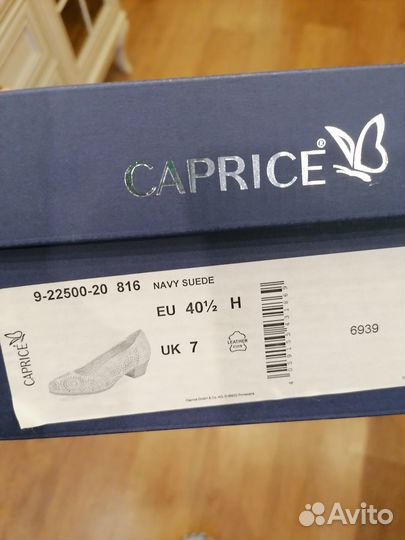 CAPRICE®
9-22500-20 816 NAVY SUEDE
EU 40½ H
UK 7
LEATHER
6939
CAPRICE
Avito